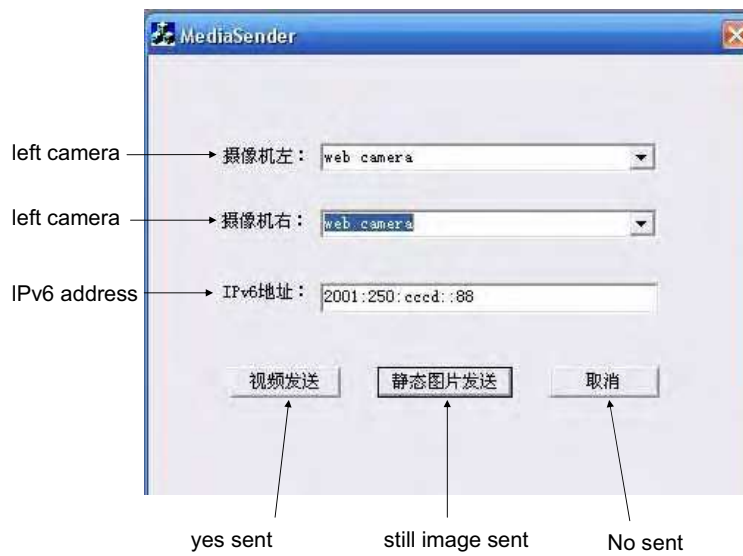 MediaSender
left camera
摄像机左：
web camera
left camera
摄像机右：
web camera
IPv6 address
IPv6地址：
2001:250:cccd::88
视频发送
静态图片发送
取消
yes sent
still image sent
No sent